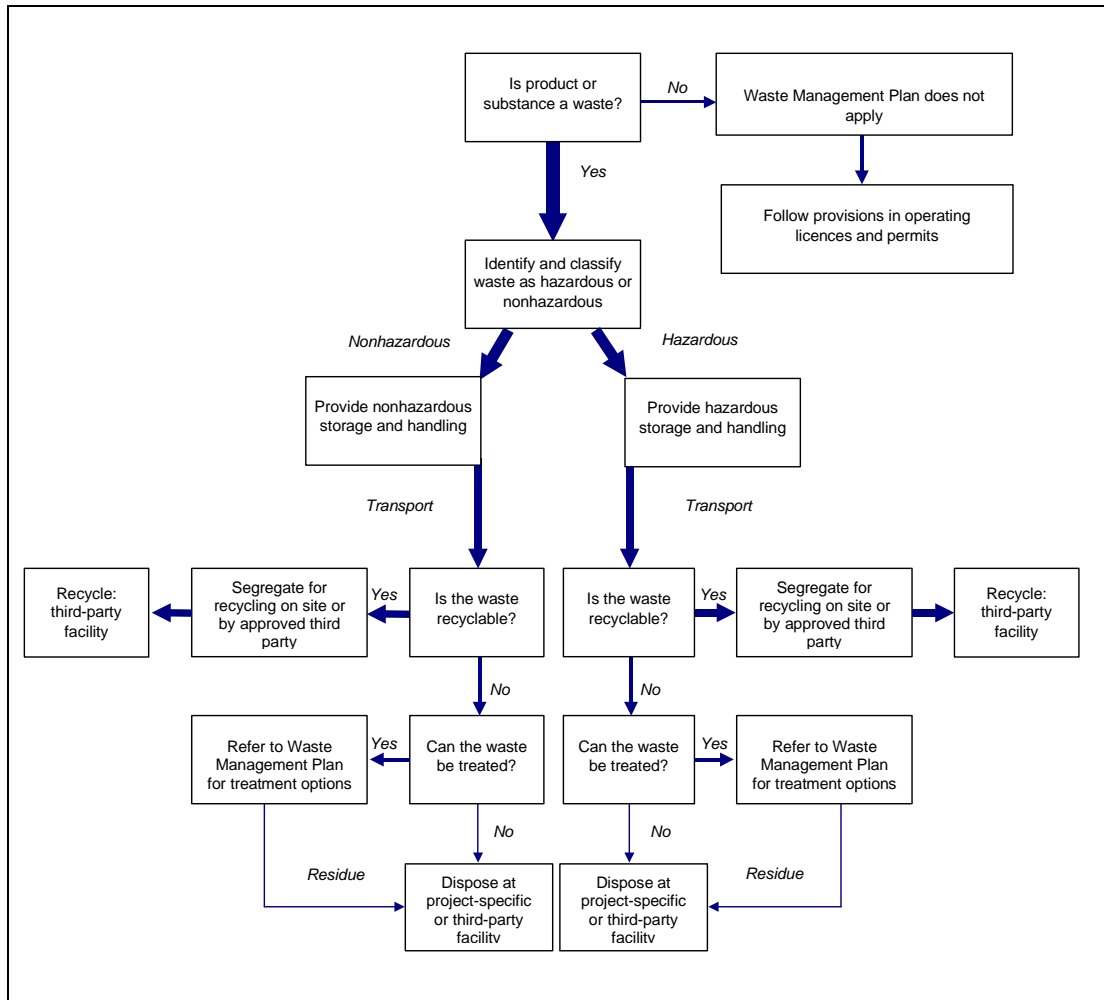 Is product or
substance a waste?
No
Waste Management Plan does not
apply
Yes
Follow provisions in operating
licences and permits
Identify and classify
waste as hazardous or
nonhazardous
Nonhazardous
Hazardous
Provide nonhazardous
storage and handling
Provide hazardous
storage and handling
Transport
Transport
Recycle:
third-party
facility
Segregate for
recycling on site or
by approved third
party
Yes
Is the waste
recyclable?
Is the waste
recyclable?
Yes
Segregate for
recycling on site or
by approved third
party
Recycle:
third-party
facility
No
No
Refer to Waste
Management Plan
for treatment options
Yes
Can the waste
be treated?
Can the waste
be treated?
Yes
Refer to Waste
Management Plan
for treatment options
No
No
Residue
Residue
Dispose at
project-specific
or third-party
facility
Dispose at
project-specific
or third-party
facility